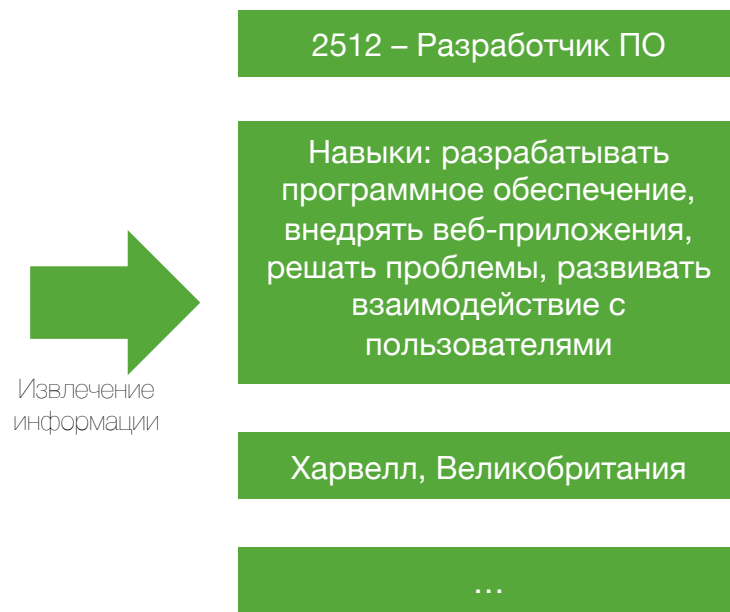 2512 – Разработчик ПО
Навыки: разрабатывать
программное обеспечение,
внедрять веб-приложения,
решать проблемы, развивать
взаимодействие с
пользователями
Извлечение
информации
Харвелл, Великобритания
...